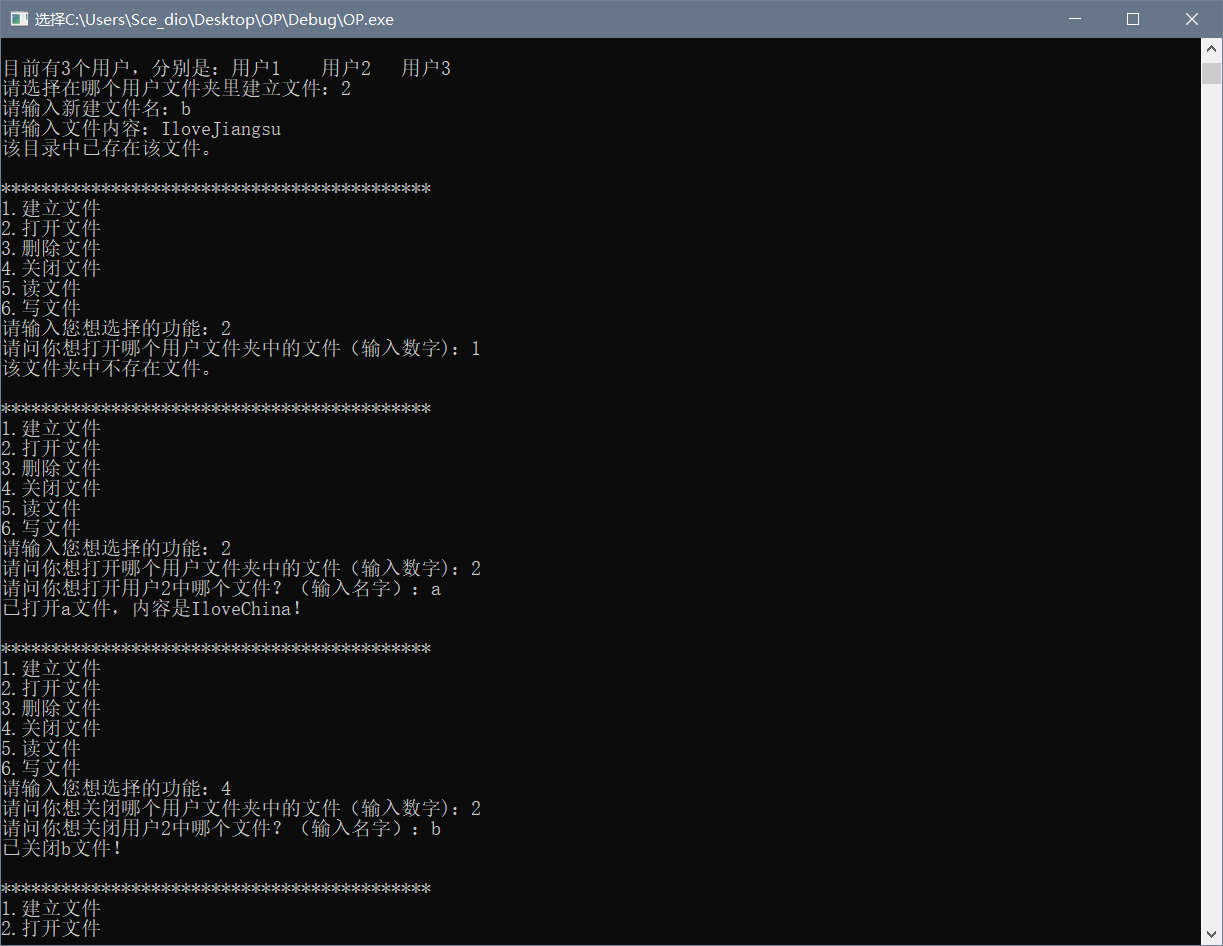 选择C:\Users\Sce_dio\Desktop\OP\Debug\OP.exe
目前有3个用户，分别是：用户1    用户2   用户3
请选择在哪个用户文件夹里建立文件：2
请输入新建文件名：b
请输入文件内容：IloveJiangsu
该目录中已存在该文件。
*******************************************
1.建立文件
2.打开文件
3.删除文件
4.关闭文件
5.读文件
6.写文件
请输入您想选择的功能：2
请问你想打开哪个用户文件夹中的文件（输入数字)：1
该文件夹中不存在文件。
*******************************************
1.建立文件
2.打开文件
3.删除文件
4.关闭文件
5.读文件
6.写文件
请输入您想选择的功能：2
请问你想打开哪个用户文件夹中的文件（输入数字)：2
请问你想打开用户2中哪个文件？（输入名字）：a
已打开a文件，内容是IloveChina！
*******************************************
1.建立文件
2.打开文件
3.删除文件
4.关闭文件
5.读文件
6.写文件
请输入您想选择的功能：4
请问你想关闭哪个用户文件夹中的文件（输入数字)：2
请问你想关闭用户2中哪个文件？（输入名字）：b
已关闭b文件！
*******************************************
1.建立文件
2.打开文件